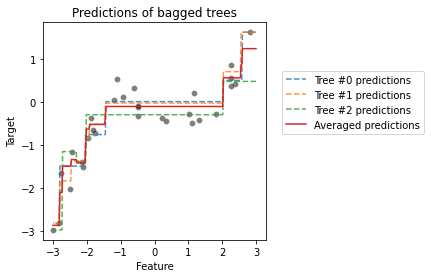 Predictions of bagged trees
Target
1
0
−1
−2
−3
−3
−2
−1
0
1
2
3
Feature
Tree #0 predictions
Tree #1 predictions
Tree #2 predictions
Averaged predictions